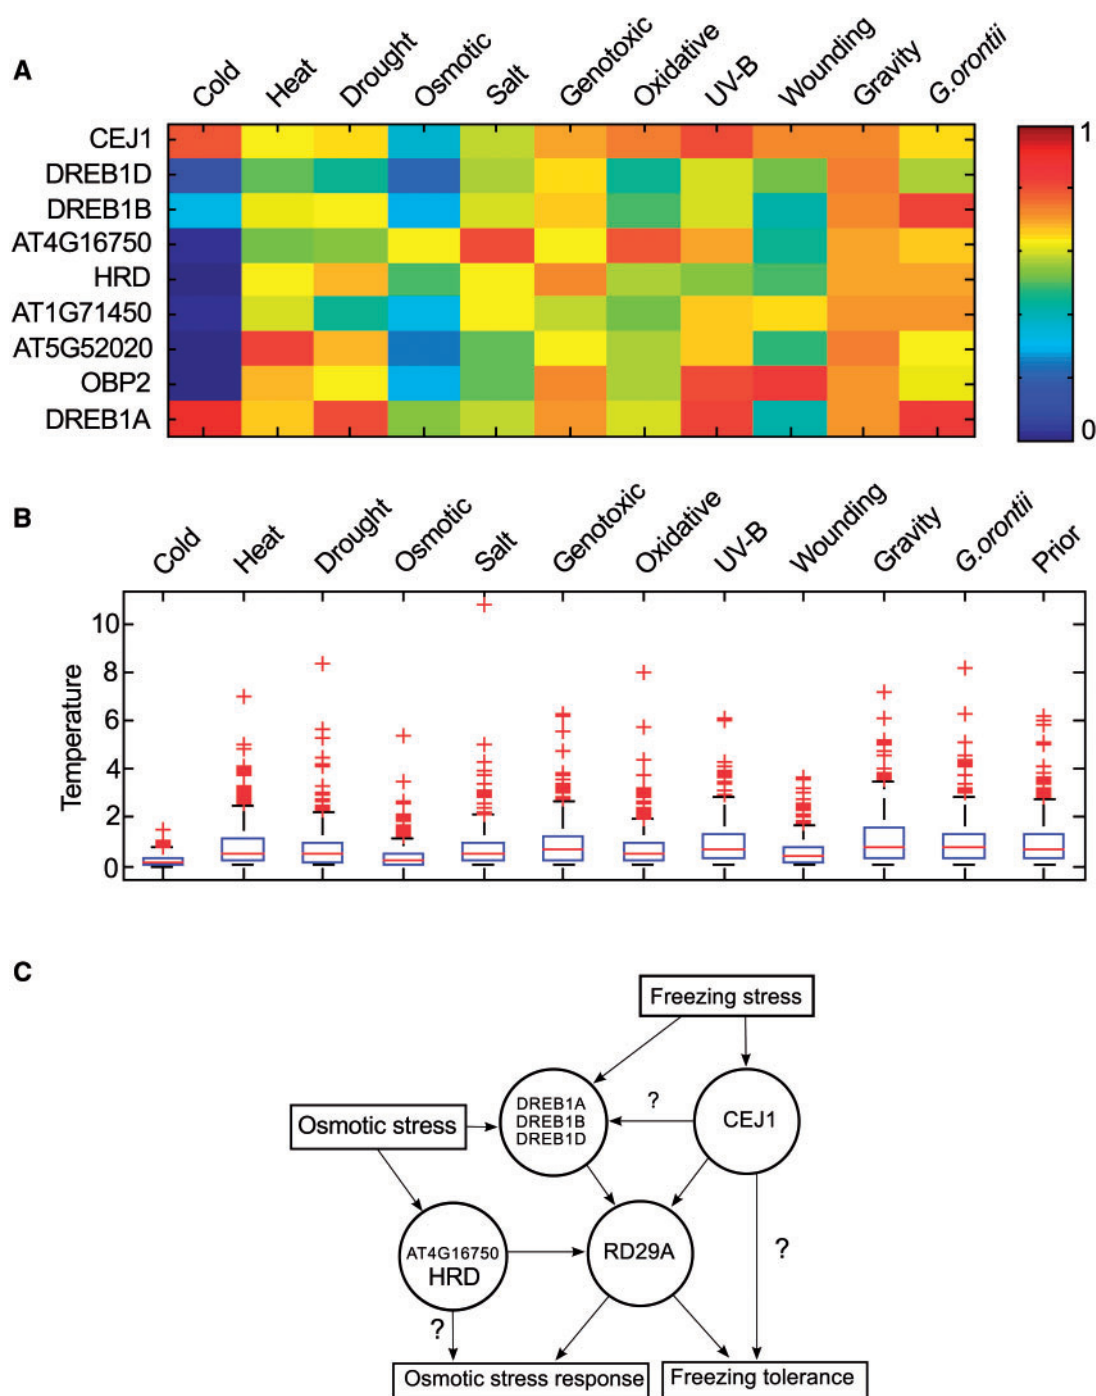 A
Cold Heat Drought Osmotic Salt Genotoxic Oxidative UV-B Wounding Gravity G.orontii
CEJ1
DREB1D
DREB1B
AT4G16750
HRD
AT1G71450
AT5G52020
OBP2
DREB1A
1
0
B
Cold Heat Drought Osmotic Salt Genotoxic Oxidative UV-B Wounding Gravity G.orontii Prior
Temperature
10
8
6
4
2
0
C
Freezing stress
Osmotic stress
DREB1A
DREB1B
DREB1D
?
CEJ1
AT4G16750
HRD
RD29A
?
?
Osmotic stress response
Freezing tolerance